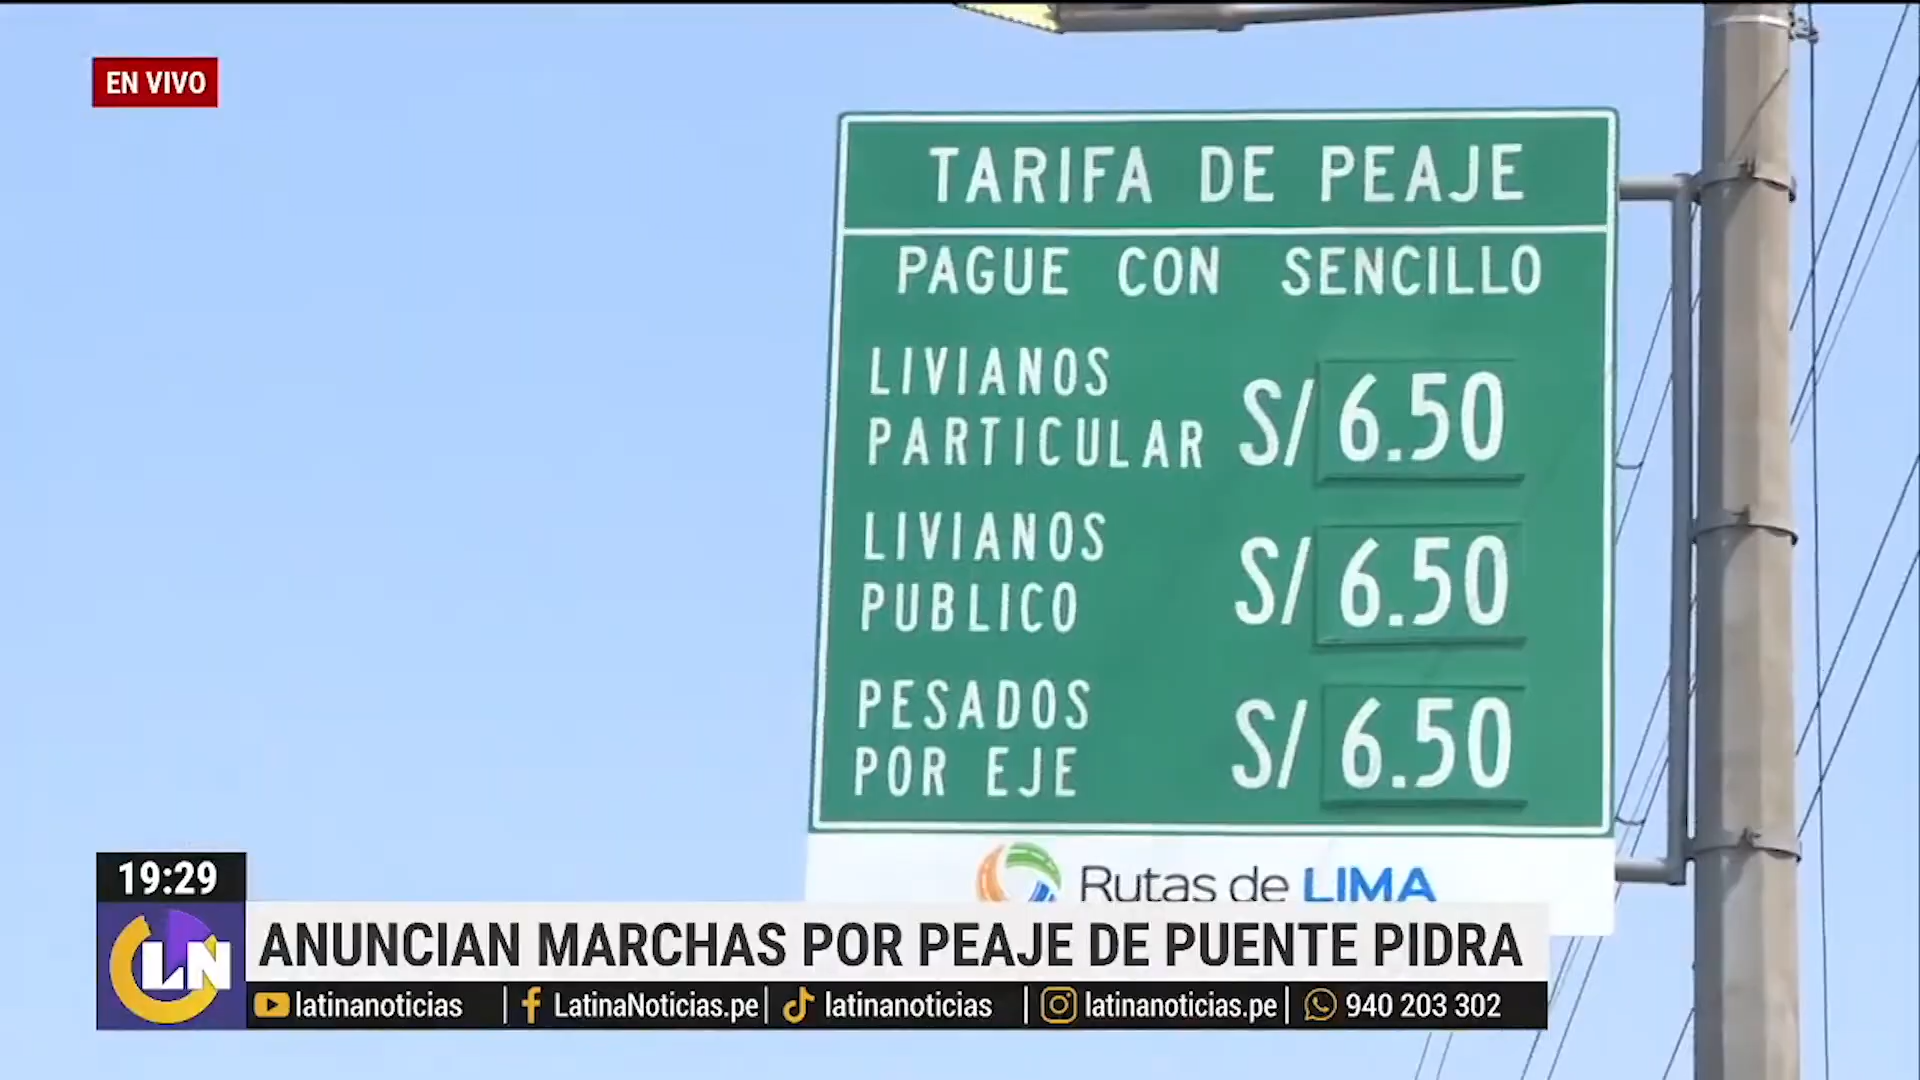 EN VIVO
TARIFA DE PEAJE
PAGUE CON SENCILLO
LIVIANOS
PARTICULAR S/ 6.50
LIVIANOS
PUBLICO S/ 6.50
PESADOS
POR EJE S/ 6.50
Rutas de LIMA
19:29
LN
ANUNCIAN MARCHAS POR PEAJE DE PUENTE PIDRA
latinanoticias | LatinaNoticias.pe | latinanoticias | latinanoticias.pe | 940 203 302